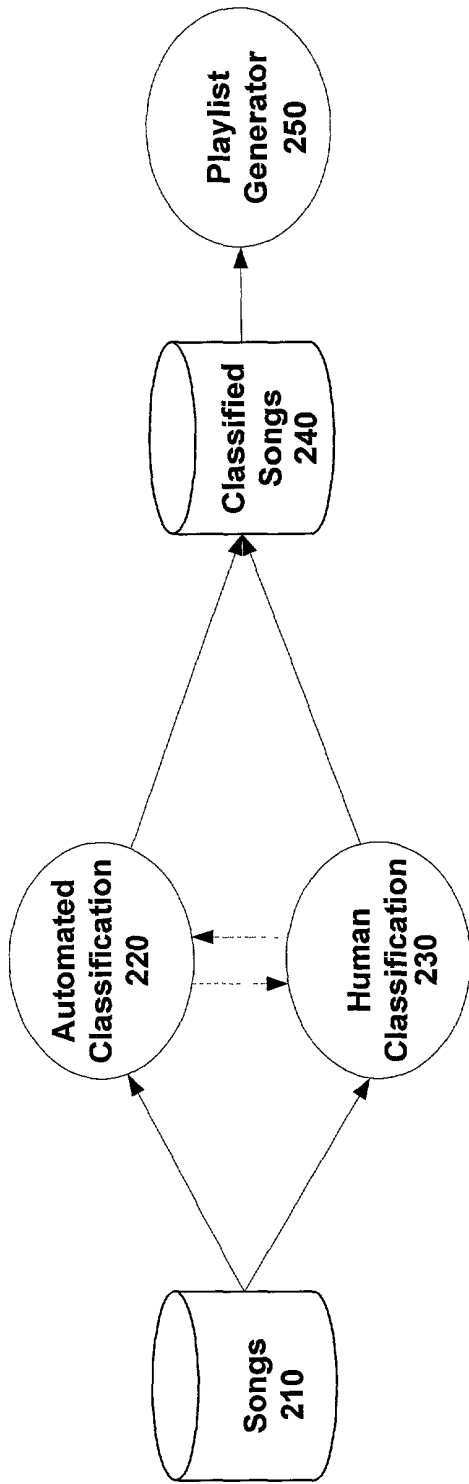 Songs
210
Automated
Classification
220
Human
Classification
230
Classified
Songs
240
Playlist
Generator
250